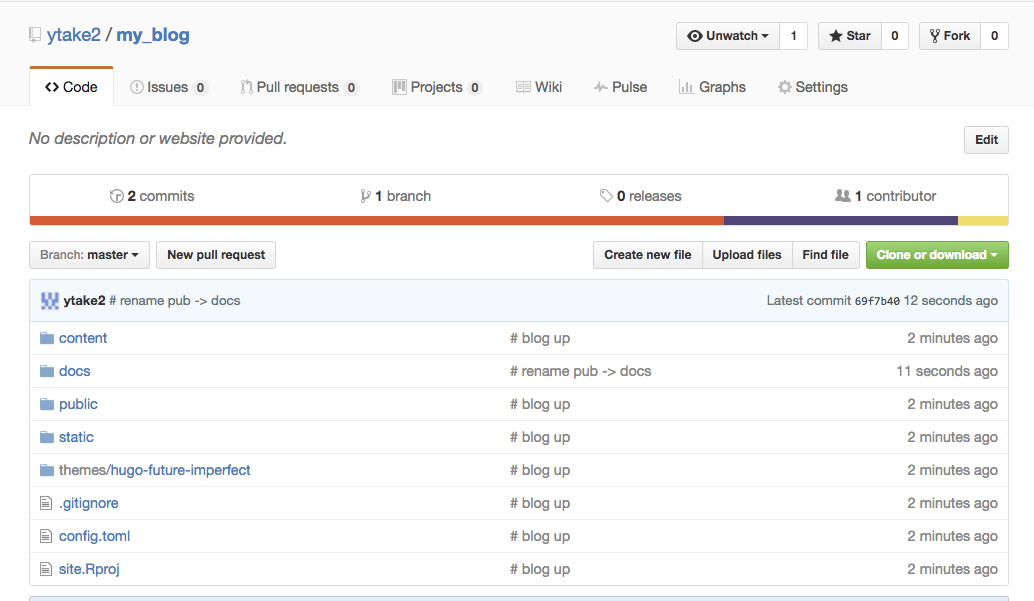 ytake2 / my_blog
Unwatch 1 Star 0 Fork 0
Code Issues 0 Pull requests 0 Projects 0 Wiki Pulse Graphs Settings
No description or website provided. Edit
2 commits 1 branch 0 releases 1 contributor
Branch: master New pull request Create new file Upload files Find file Clone or download
ytake2 # rename pub -> docs Latest commit 69f7b40 12 seconds ago
content # blog up 2 minutes ago
docs # rename pub -> docs 11 seconds ago
public # blog up 2 minutes ago
static # blog up 2 minutes ago
themes/hugo-future-imperfect # blog up 2 minutes ago
.gitignore # blog up 2 minutes ago
config.toml # blog up 2 minutes ago
site.Rproj # blog up 2 minutes ago